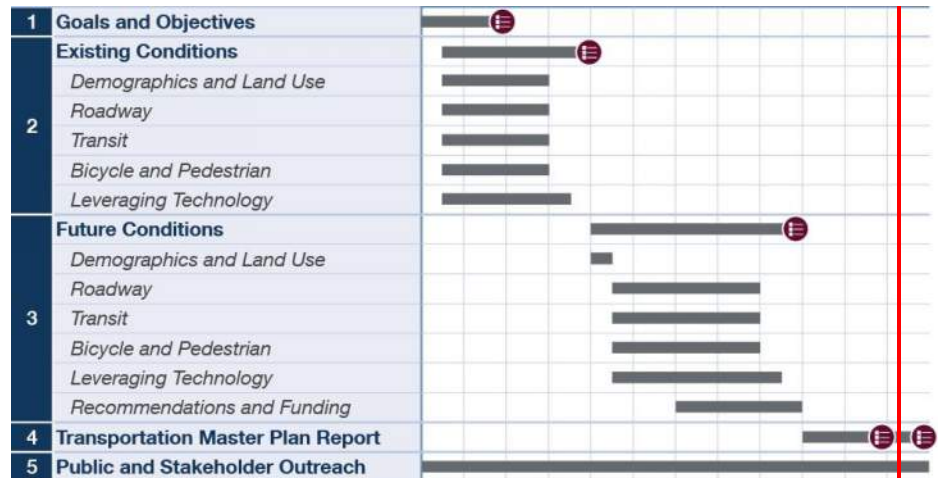 1 Goals and Objectives
Existing Conditions
Demographics and Land Use
Roadway
2
Transit
Bicycle and Pedestrian
Leveraging Technology
Future Conditions
Demographics and Land Use
Roadway
3 Transit
Bicycle and Pedestrian
Leveraging Technology
Recommendations and Funding
4 Transportation Master Plan Report
5 Public and Stakeholder Outreach